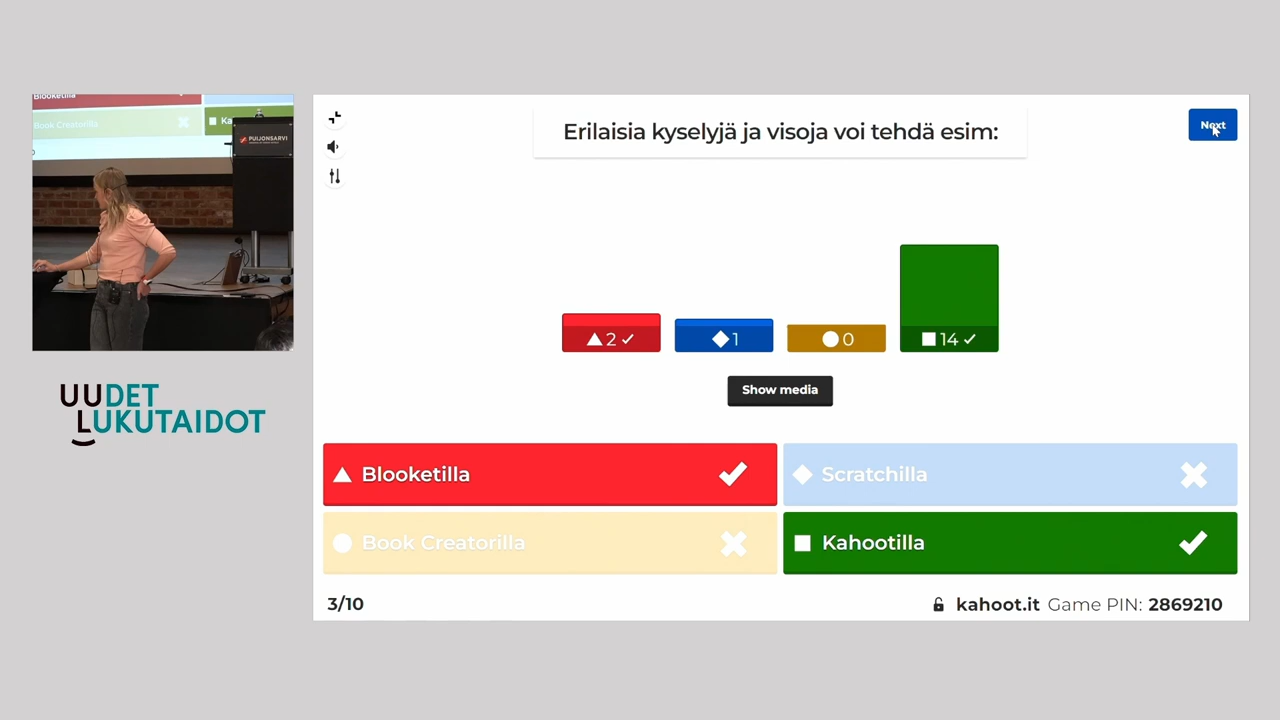 Blooketilla
Book Creatorilla
Ka
PUIJONSARVI
UUDET
LUKUTAIDOT
Erilaisia kyselyjä ja visoja voi tehdä esim:
Next
2
1
0
14
Show media
Blooketilla
Scratchilla
Book Creatorilla
Kahootilla
3/10
kahoot.it Game PIN: 2869210